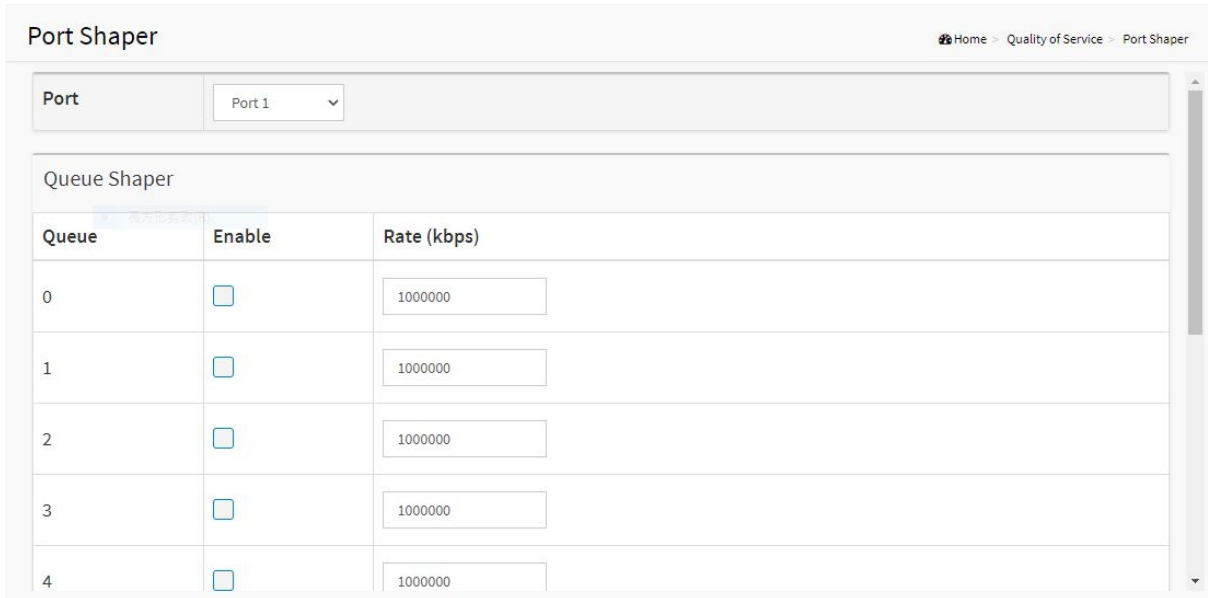 Port Shaper
Home > Quality of Service > Port Shaper
Port
Port 1
Queue Shaper
Queue Enable Rate (kbps)
0 1000000
1 1000000
2 1000000
3 1000000
4 1000000